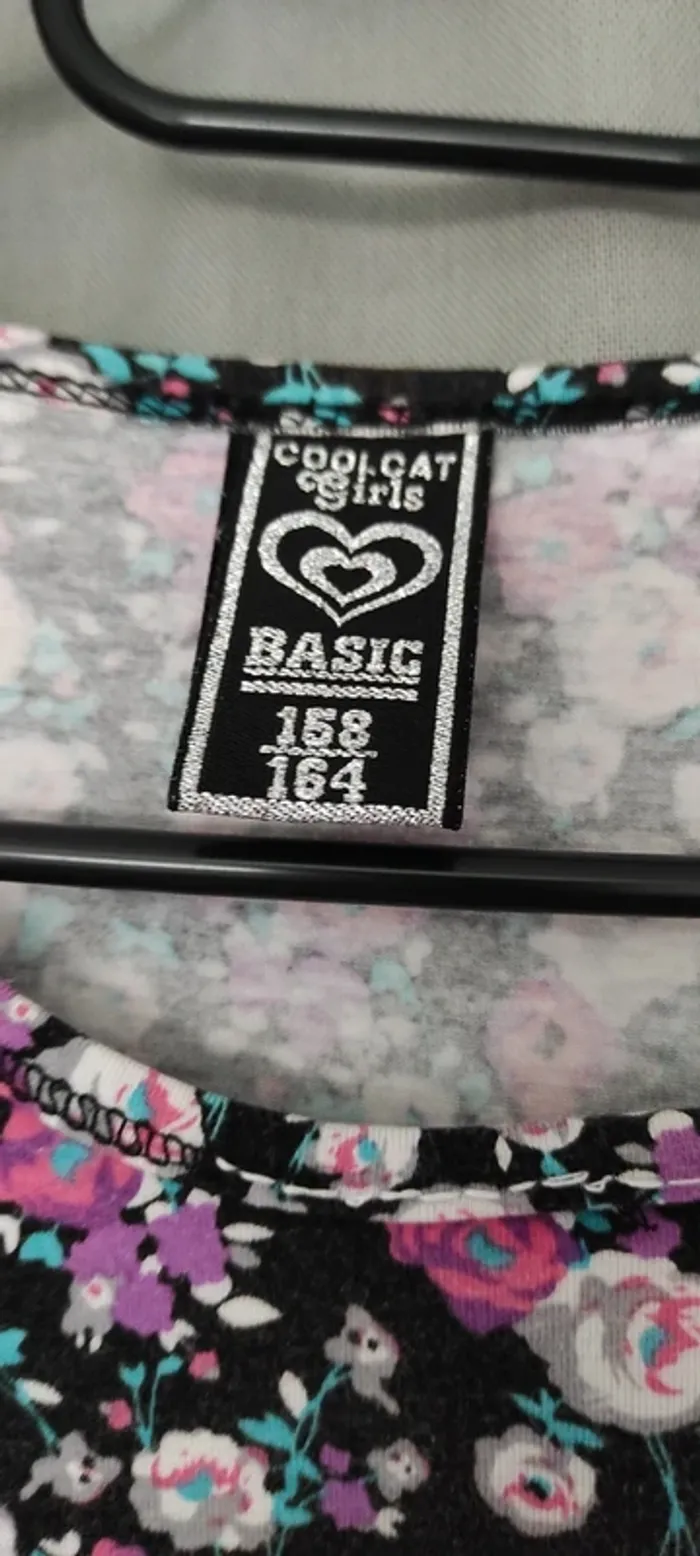 COOLCAT
Girls
BASIC
158
164